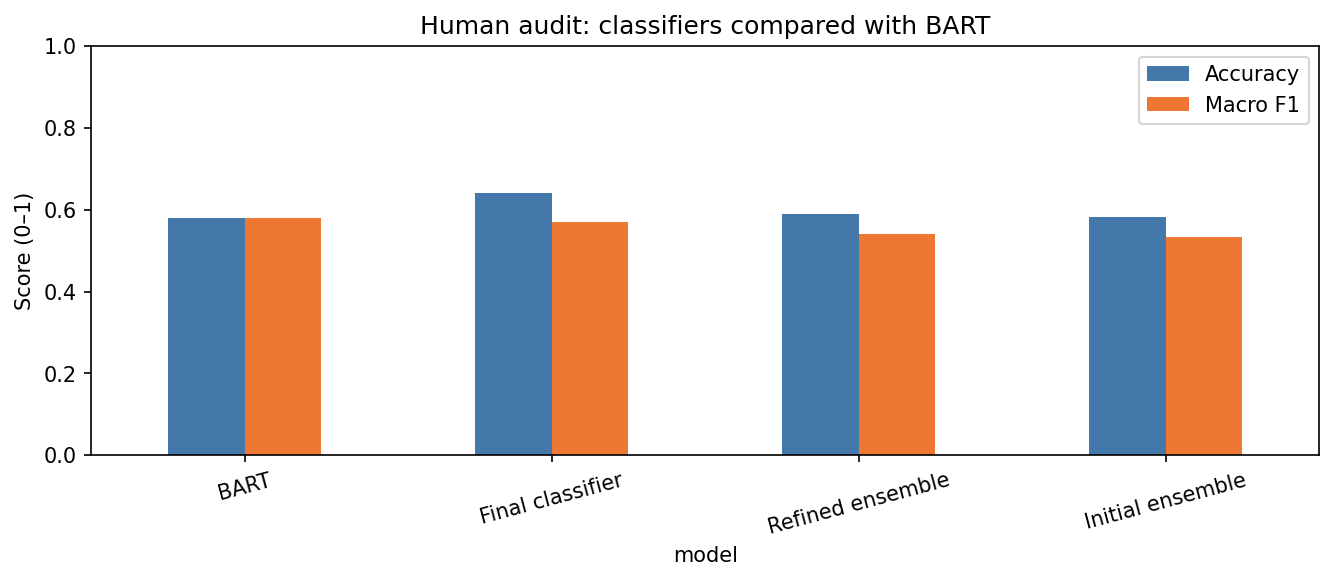 Human audit: classifiers compared with BART
Accuracy
Macro F1
Score (0–1)
1.0
0.8
0.6
0.4
0.2
0.0
BART
Final classifier
Refined ensemble
Initial ensemble
model